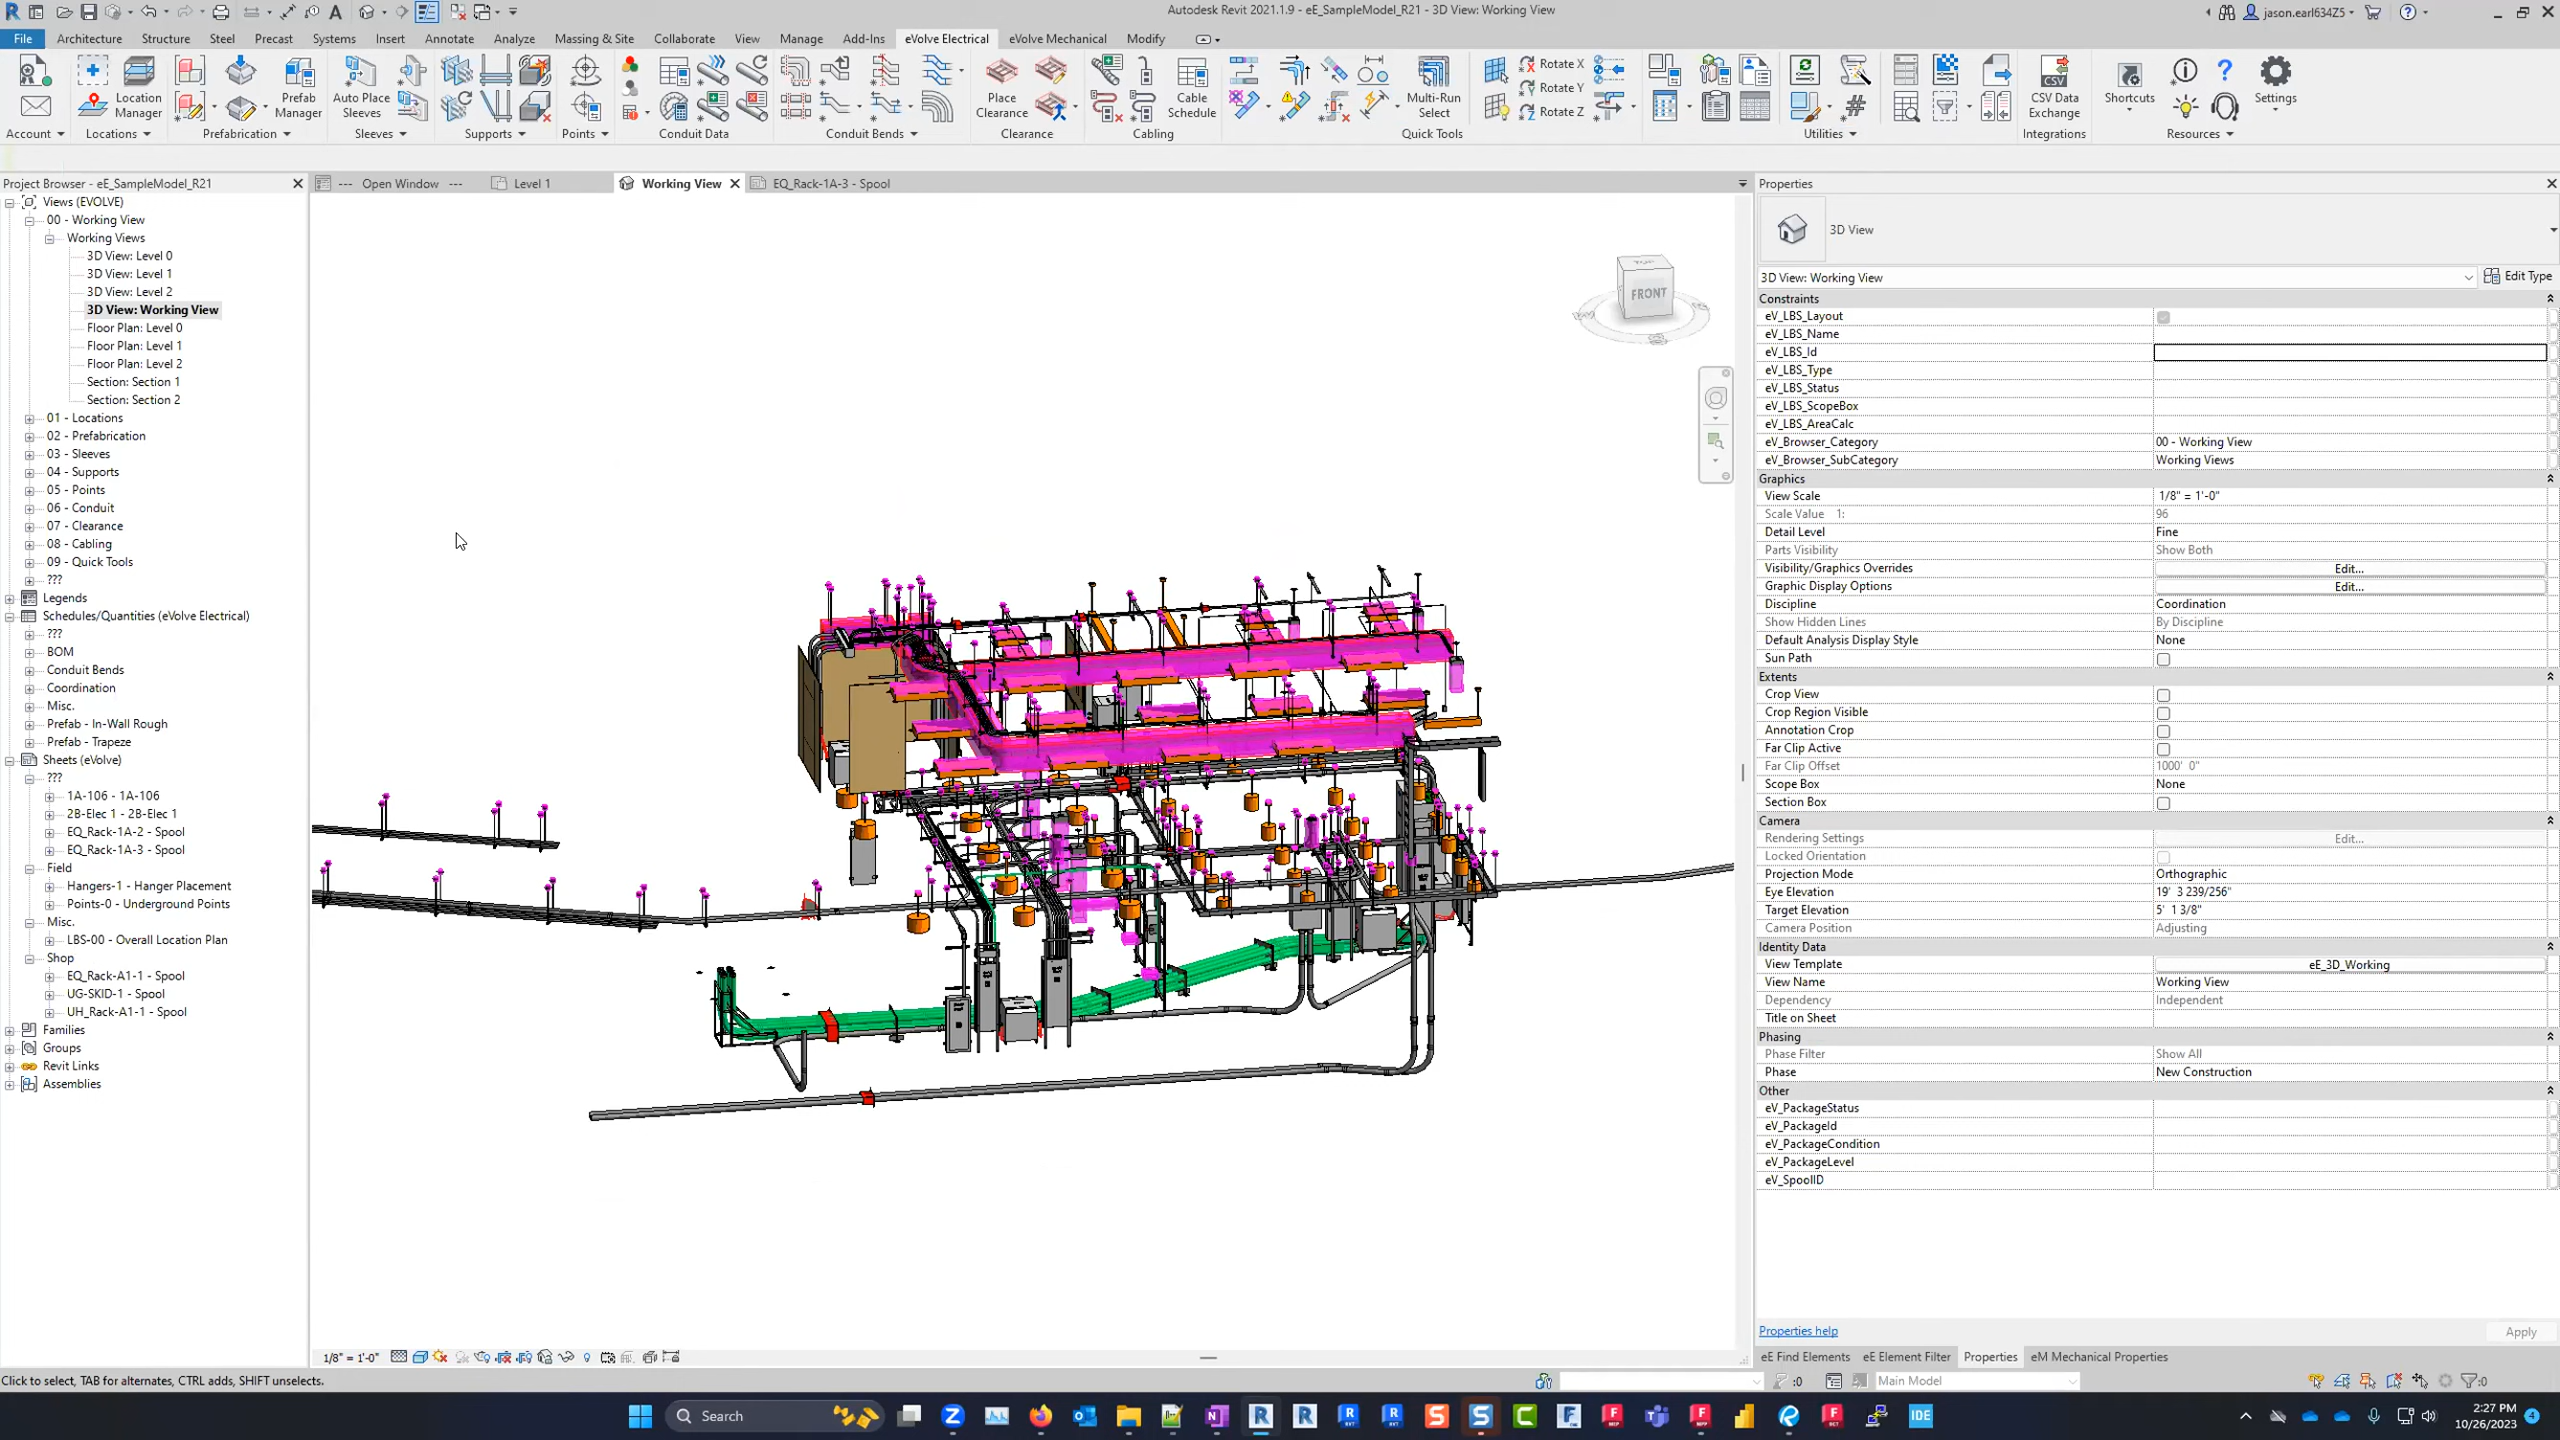 Autodesk Revit 2021.1.9 - eE_SampleModel_R21 - 3D View: Working View
jason.earl634Z5
File Architecture Structure Steel Precast Systems Insert Annotate Analyze Massing & Site Collaborate View Manage Add-Ins eVolve Electrical eVolve Mechanical Modify
Location Manager
Prefab Manager
Auto Place Sleeves
Place Clearance
Cable Schedule
Multi-Run Select
Rotate X
Rotate Y
Rotate Z
CSV
CSV Data Exchange
Shortcuts
Settings
Account Locations Prefabrication Sleeves Supports Points Conduit Data Conduit Bends Clearance Cabling Quick Tools Utilities Integrations Resources
Project Browser - eE_SampleModel_R21
Views (EVOLVE)
00 - Working View
Working Views
3D View: Level 0
3D View: Level 1
3D View: Level 2
3D View: Working View
Floor Plan: Level 0
Floor Plan: Level 1
Floor Plan: Level 2
Section: Section 1
Section: Section 2
01 - Locations
02 - Prefabrication
03 - Sleeves
04 - Supports
05 - Points
06 - Conduit
07 - Clearance
08 - Cabling
09 - Quick Tools
???
Legends
Schedules/Quantities (eVolve Electrical)
???
BOM
Conduit Bends
Coordination
Misc.
Prefab - In-Wall Rough
Prefab - Trapeze
Sheets (eVolve)
???
1A-106 - 1A-106
2B-Elec 1 - 2B-Elec 1
EQ_Rack-1A-2 - Spool
EQ_Rack-1A-3 - Spool
Field
Hangers-1 - Hanger Placement
Points-0 - Underground Points
Misc.
LBS-00 - Overall Location Plan
Shop
EQ_Rack-A1-1 - Spool
UG-SKID-1 - Spool
UH_Rack-A1-1 - Spool
Families
Groups
Revit Links
Assemblies
--- Open Window --- Level 1 Working View EQ_Rack-1A-3 - Spool
TOP
FRONT
1/8" = 1'-0"
Properties
3D View
3D View: Working View Edit Type
Constraints
eV_LBS_Layout
eV_LBS_Name
eV_LBS_Id
eV_LBS_Type
eV_LBS_Status
eV_LBS_ScopeBox
eV_LBS_AreaCalc
eV_Browser_Category 00 - Working View
eV_Browser_SubCategory Working Views
Graphics
View Scale 1/8" = 1'-0"
Scale Value 1: 96
Detail Level Fine
Parts Visibility Show Both
Visibility/Graphics Overrides Edit...
Graphic Display Options Edit...
Discipline Coordination
Show Hidden Lines By Discipline
Default Analysis Display Style None
Sun Path
Extents
Crop View
Crop Region Visible
Annotation Crop
Far Clip Active
Far Clip Offset 1000' 0"
Scope Box None
Section Box
Camera
Rendering Settings Edit...
Locked Orientation
Projection Mode Orthographic
Eye Elevation 19' 3 239/256"
Target Elevation 5' 1 3/8"
Camera Position Adjusting
Identity Data
View Template eE_3D_Working
View Name Working View
Dependency Independent
Title on Sheet
Phasing
Phase Filter Show All
Phase New Construction
Other
eV_PackageStatus
eV_PackageId
eV_PackageCondition
eV_PackageLevel
eV_SpoolID
Properties help Apply
eE Find Elements eE Element Filter Properties eM Mechanical Properties
Click to select, TAB for alternates, CTRL adds, SHIFT unselects.
:0 Main Model :0
Search
IDE
2:27 PM
10/26/2023
4